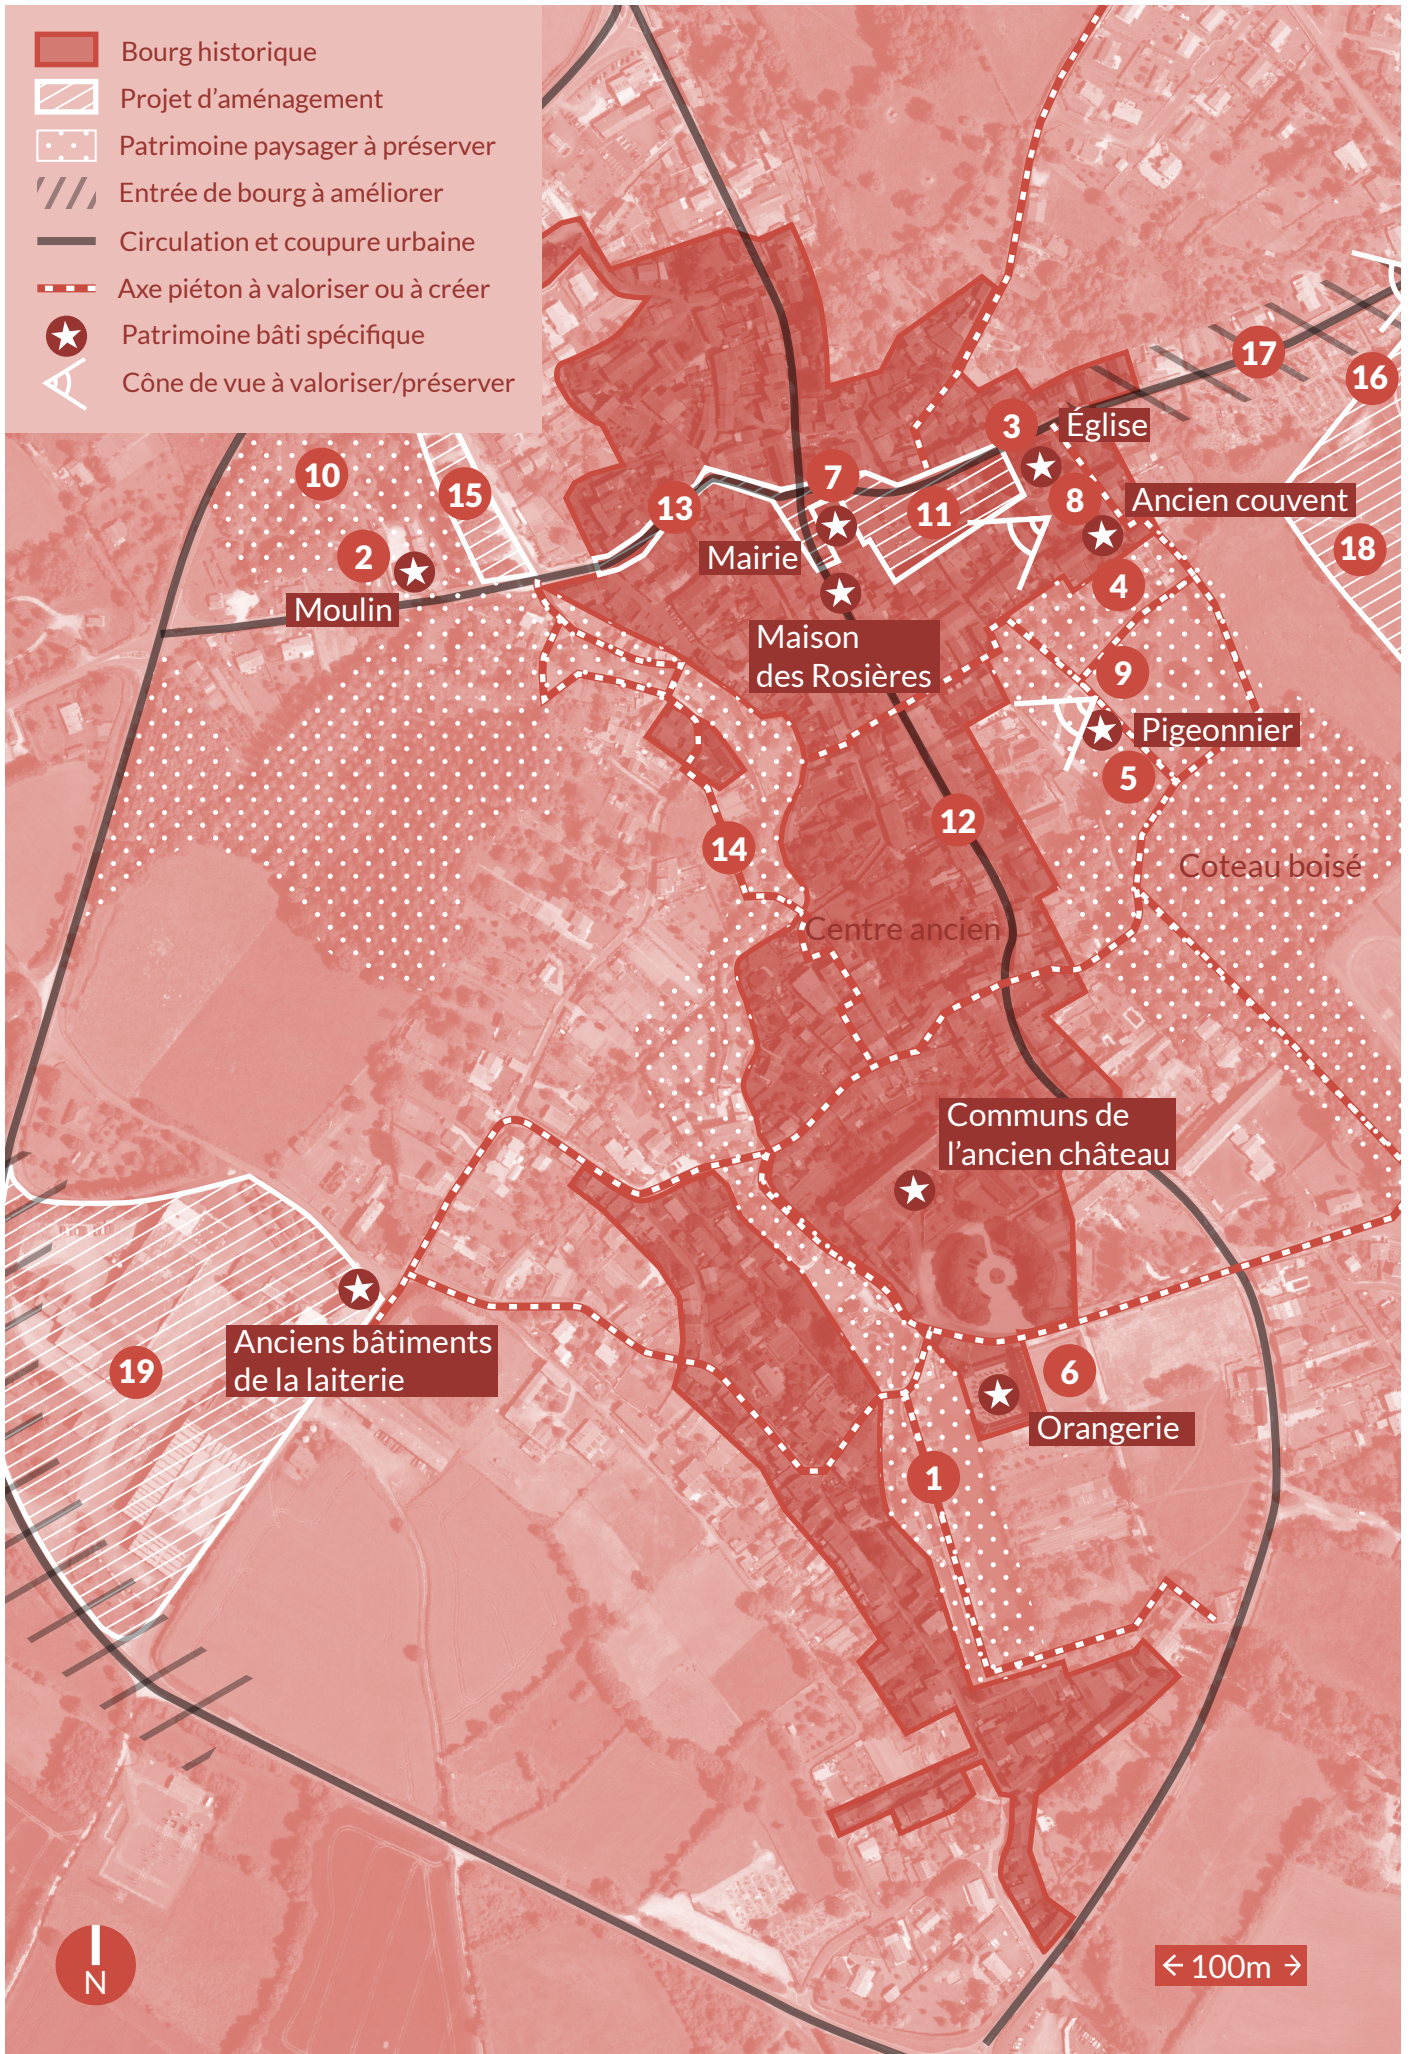 Bourg historique
Projet d’aménagement
Patrimoine paysager à préserver
Entrée de bourg à améliorer
Circulation et coupure urbaine
Axe piéton à valoriser ou à créer
Patrimoine bâti spécifique
Cône de vue à valoriser/préserver
17
16
3
Église
10
7
15
8
Ancien couvent
13
11
2
Mairie
18
4
Moulin
Maison
des Rosières
9
Pigeonnier
5
12
14
Coteau boisé
Centre ancien
Communs de
l’ancien château
Anciens bâtiments
de la laiterie
19
6
Orangerie
1
N
100m